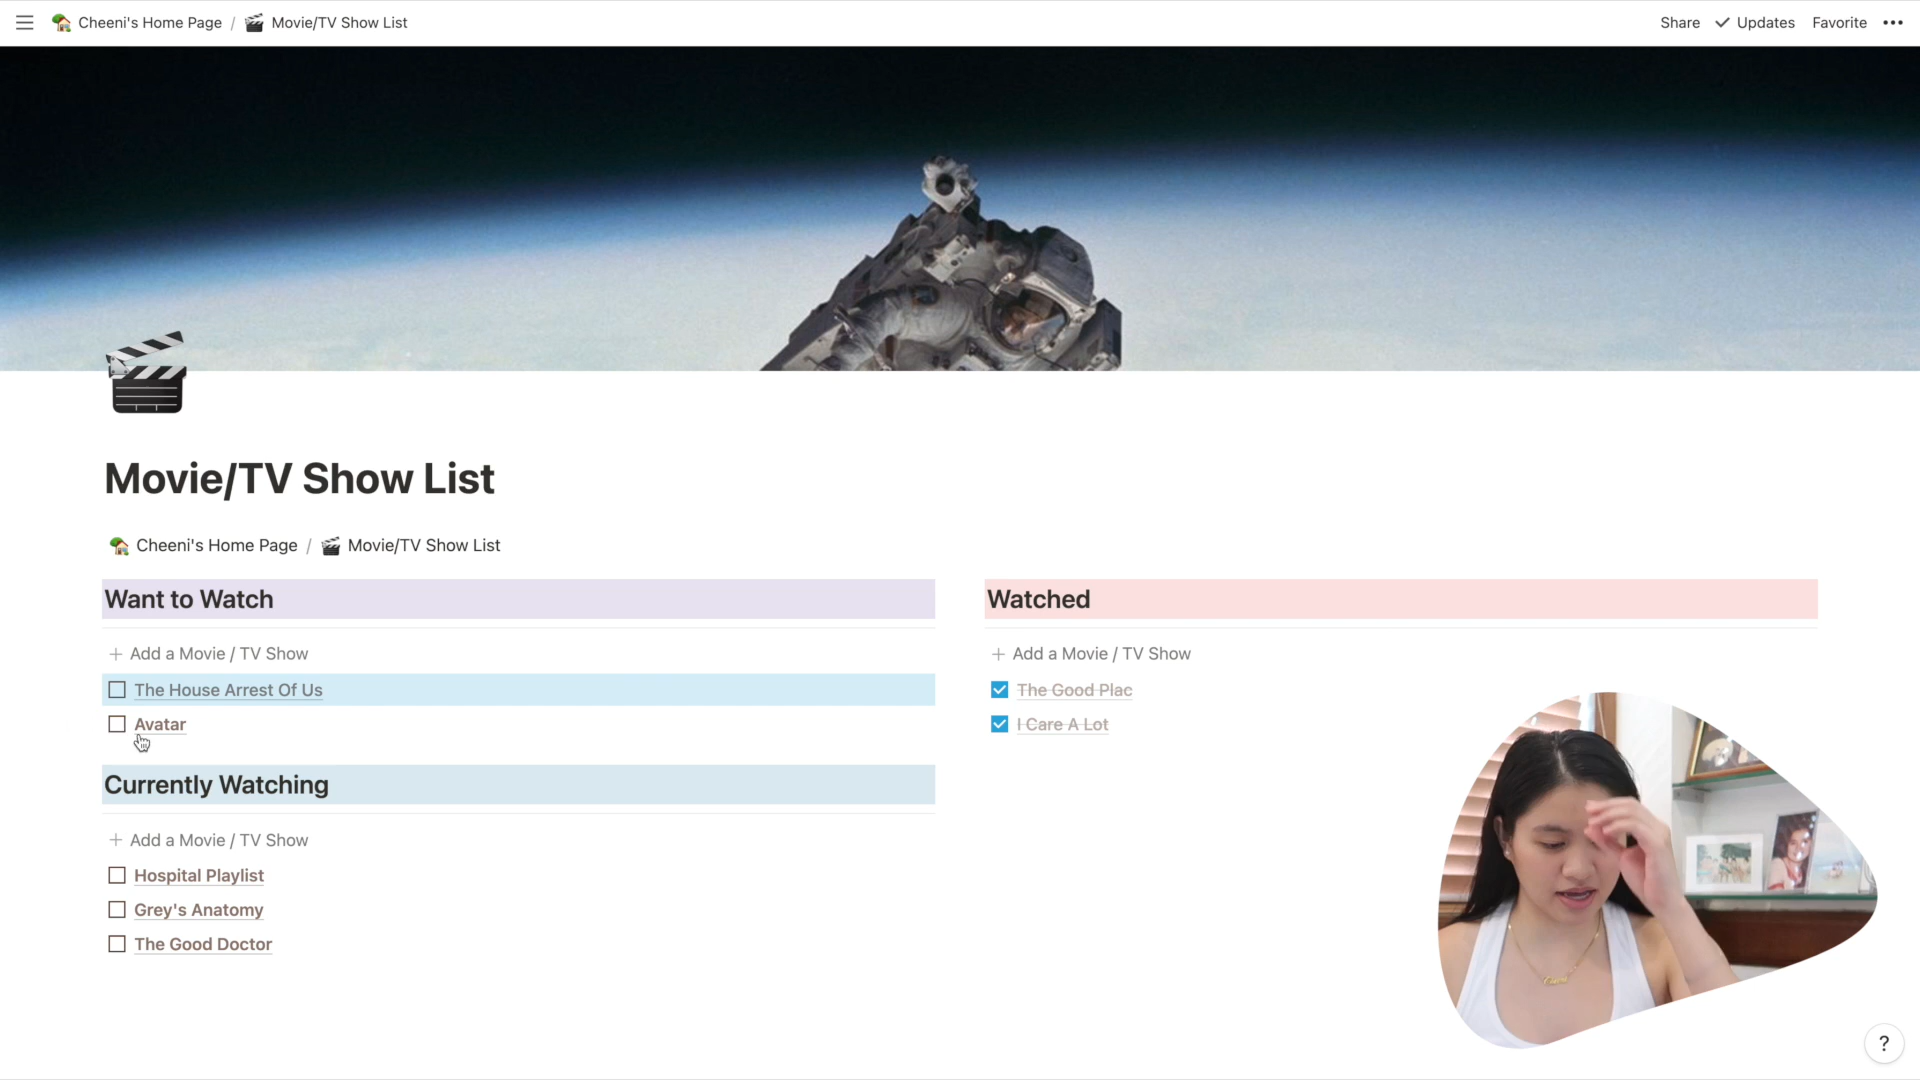 Cheeni's Home Page / Movie/TV Show List
Share Updates Favorite
Movie/TV Show List
Cheeni's Home Page / Movie/TV Show List
Want to Watch
+ Add a Movie / TV Show
The House Arrest Of Us
Avatar
Currently Watching
+ Add a Movie / TV Show
Hospital Playlist
Grey's Anatomy
The Good Doctor
Watched
+ Add a Movie / TV Show
The Good Plac
I Care A Lot
?